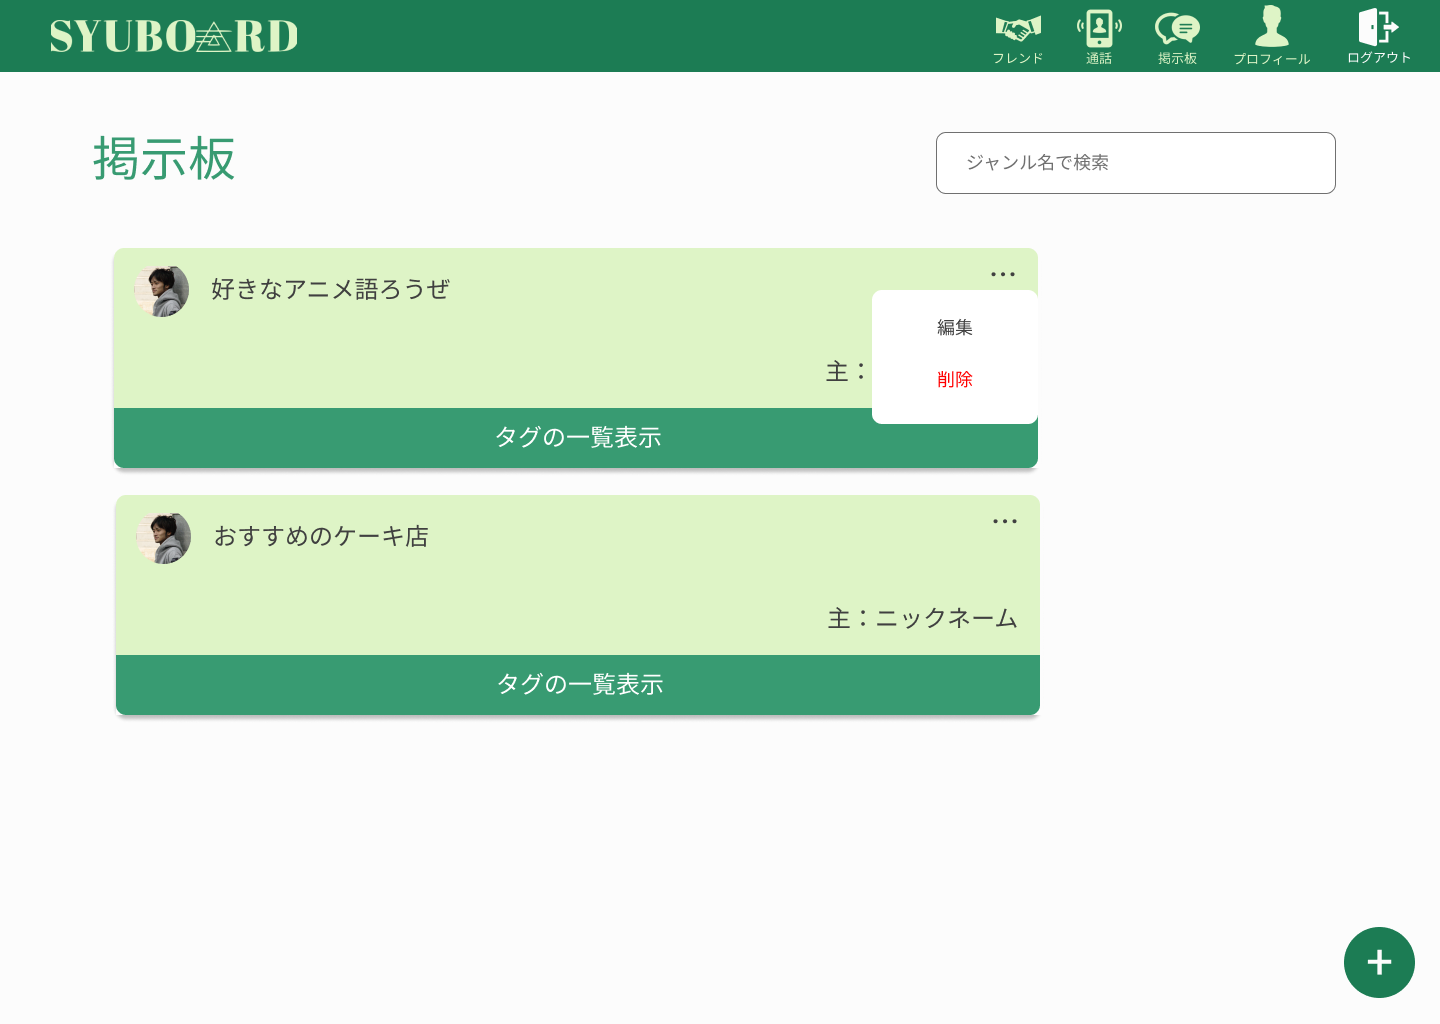 SYUBOARD
フレンド
通話
掲示板
プロフィール
ログアウト
掲示板
ジャンル名で検索
好きなアニメ語ろうぜ
…
編集
削除
主：
タグの一覧表示
おすすめのケーキ店
…
主：ニックネーム
タグの一覧表示
+